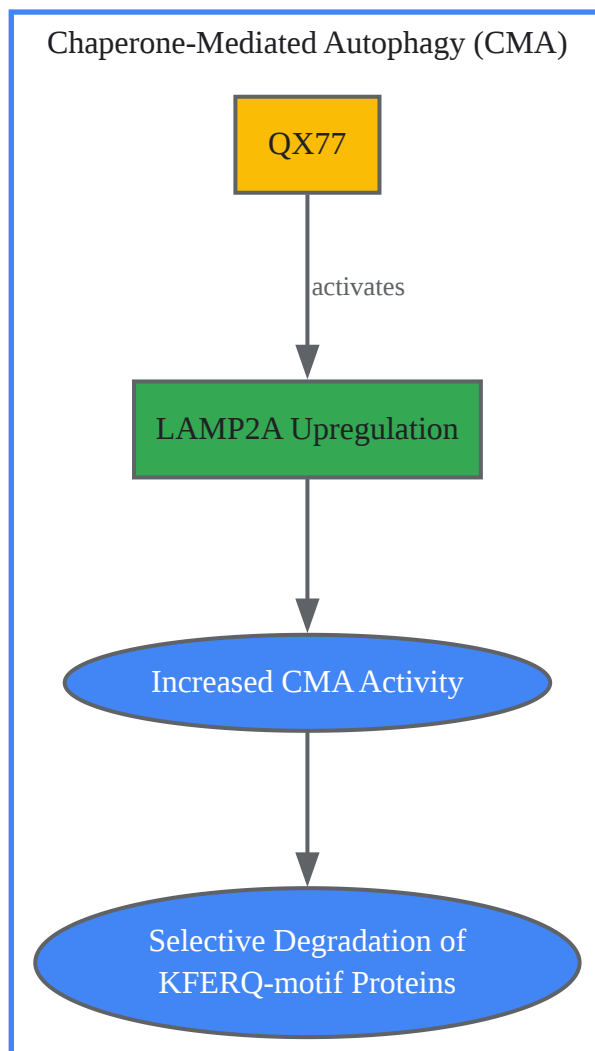 Chaperone-Mediated Autophagy (CMA)
QX77
activates
LAMP2A Upregulation
Increased CMA Activity
Selective Degradation of
KFERQ-motif Proteins